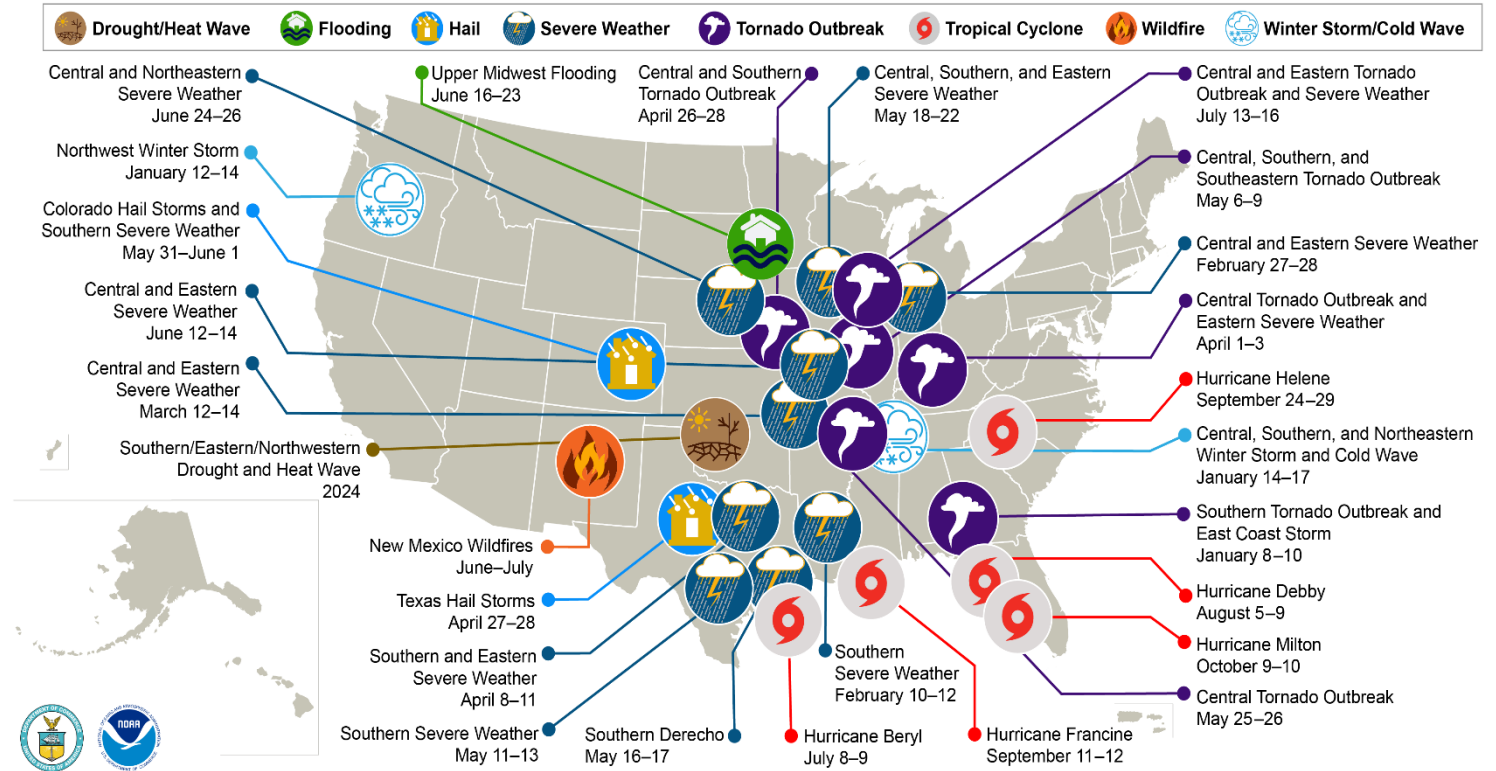 Drought/Heat Wave
Flooding
Hail
Severe Weather
Tornado Outbreak
Tropical Cyclone
Wildfire
Winter Storm/Cold Wave
Central and Northeastern
Severe Weather
June 24–26
Northwest Winter Storm
January 12–14
Colorado Hail Storms and
Southern Severe Weather
May 31–June 1
Central and Eastern
Severe Weather
June 12–14
Central and Eastern
Severe Weather
March 12–14
Southern/Eastern/Northwestern
Drought and Heat Wave
2024
New Mexico Wildfires
June–July
Texas Hail Storms
April 27–28
Southern and Eastern
Severe Weather
April 8–11
Southern Severe Weather
May 11–13
Upper Midwest Flooding
June 16–23
Central and Southern
Tornado Outbreak
April 26–28
Central, Southern, and Eastern
Severe Weather
May 18–22
Central and Eastern Tornado
Outbreak and Severe Weather
July 13–16
Central, Southern, and
Southeastern Tornado Outbreak
May 6–9
Central and Eastern Severe Weather
February 27–28
Central Tornado Outbreak and
Eastern Severe Weather
April 1–3
Hurricane Helene
September 24–29
Central, Southern, and Northeastern
Winter Storm and Cold Wave
January 14–17
Southern Tornado Outbreak and
East Coast Storm
January 8–10
Hurricane Debby
August 5–9
Hurricane Milton
October 9–10
Central Tornado Outbreak
May 25–26
Southern
Severe Weather
February 10–12
Southern Derecho
May 16–17
Hurricane Beryl
July 8–9
Hurricane Francine
September 11–12
NOAA